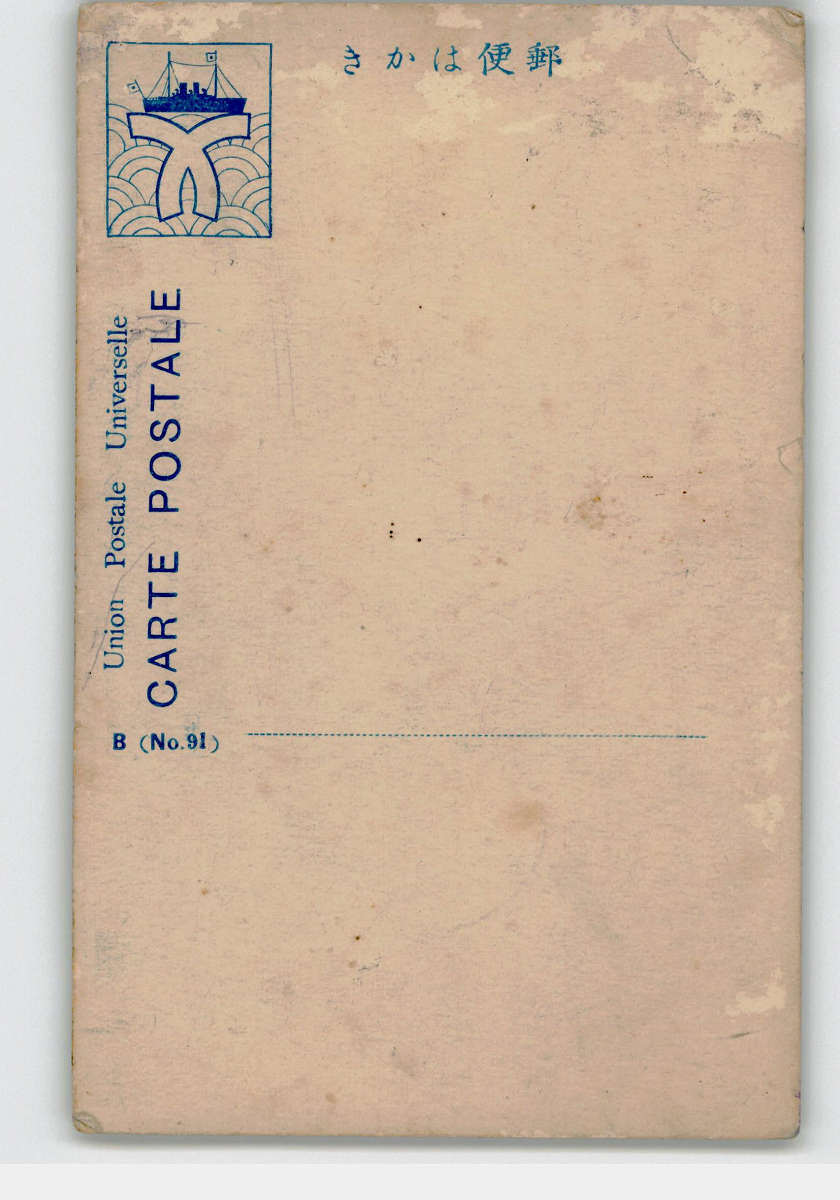 郵便はかき
Union Postale Universelle
CARTE POSTALE
B (No.91)